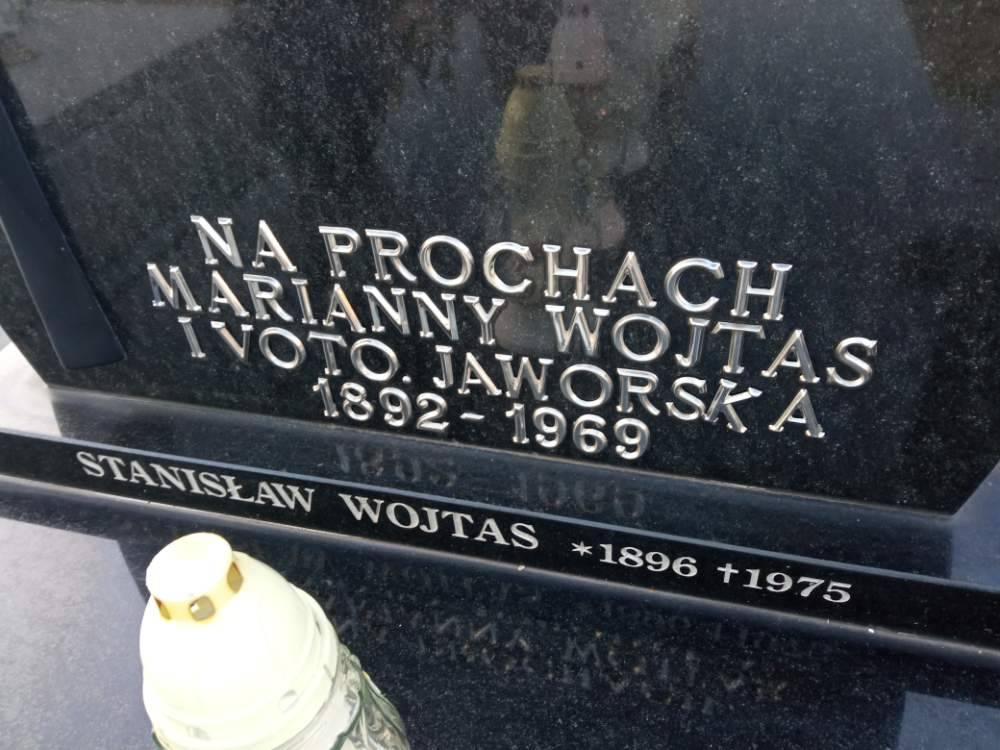 NA PROCHACH
MARIANNY WOJTAS
I VOTO. JAWORSKA
1892 - 1969
STANISŁAW WOJTAS *1896 †1975